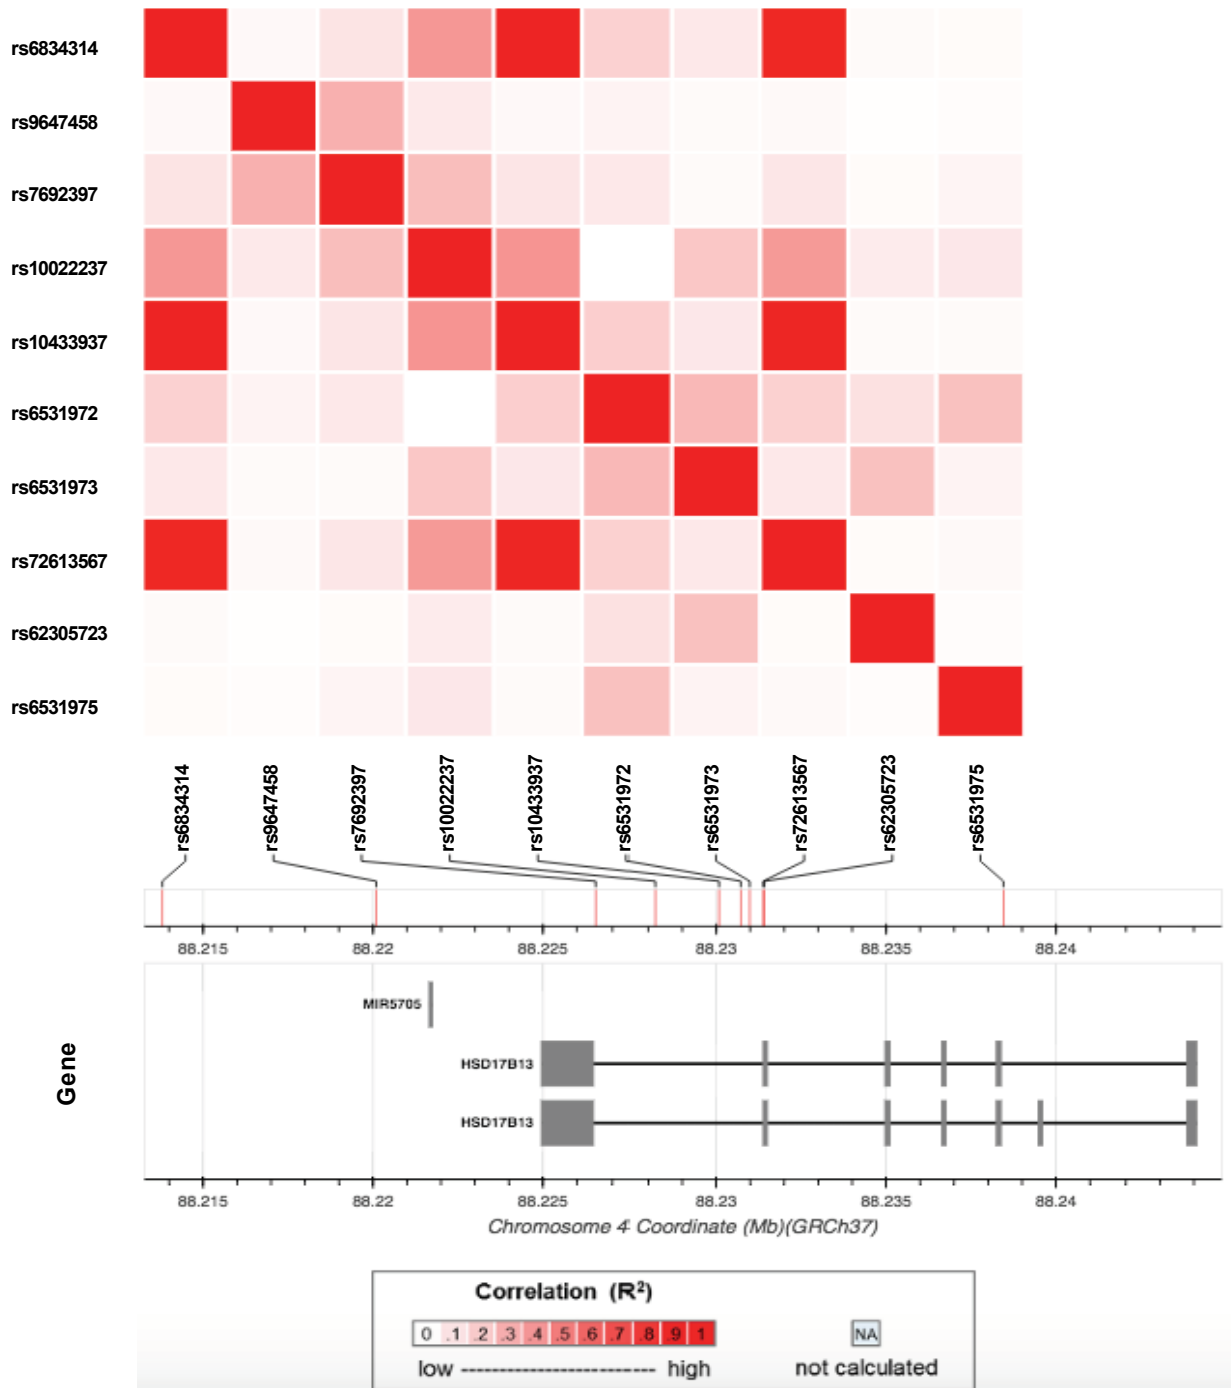 rs6834314
rs9647458
rs7692397
rs10022237
rs10433937
rs6531972
rs6531973
rs72613567
rs62305723
rs6531975
rs6834314
rs9647458
rs7692397
rs10022237
rs10433937
rs6531972
rs6531973
rs72613567
rs62305723
rs6531975
88.215 88.22 88.225 88.23 88.235 88.24
MIR5705
HSD17B13
HSD17B13
Gene
88.215 88.22 88.225 88.23 88.235 88.24
Chromosome 4 Coordinate (Mb)(GRCh37)
Correlation (R²)
0 .1 .2 .3 .4 .5 .6 .7 .8 .9 1 NA
low ------------------------ high not calculated